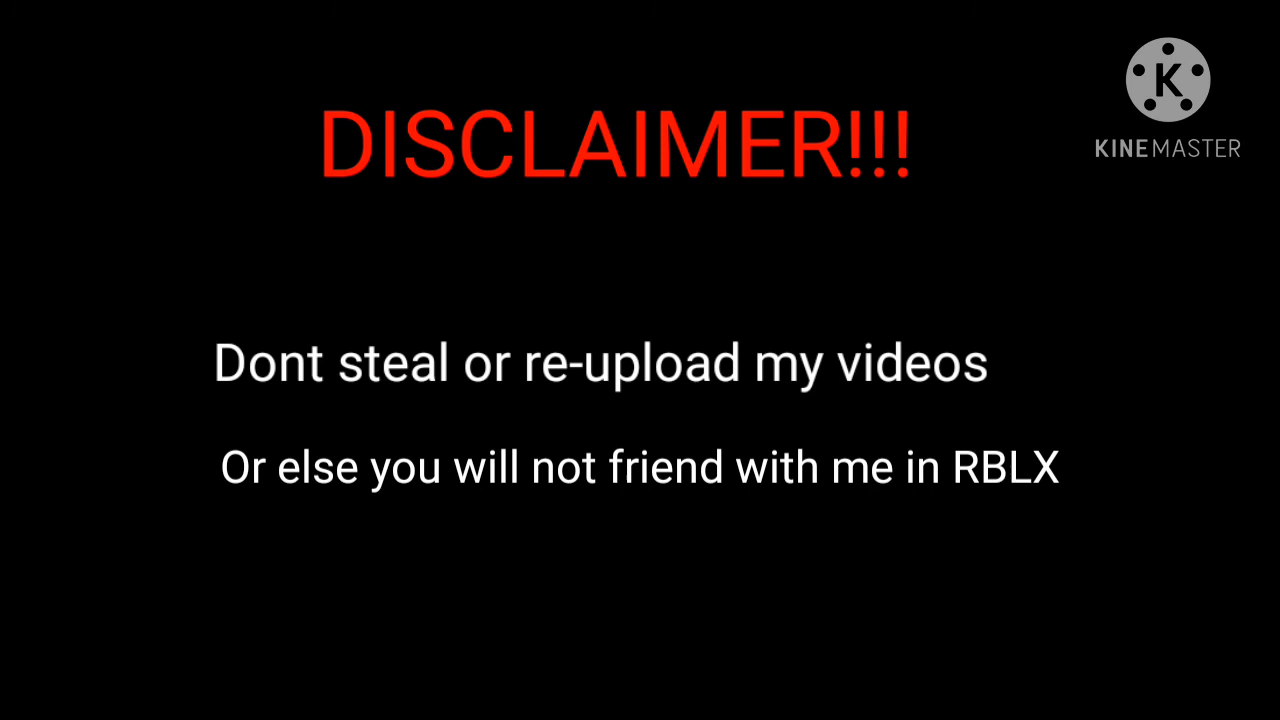 K
KINEMASTER
DISCLAIMER!!!
Dont steal or re-upload my videos
Or else you will not friend with me in RBLX